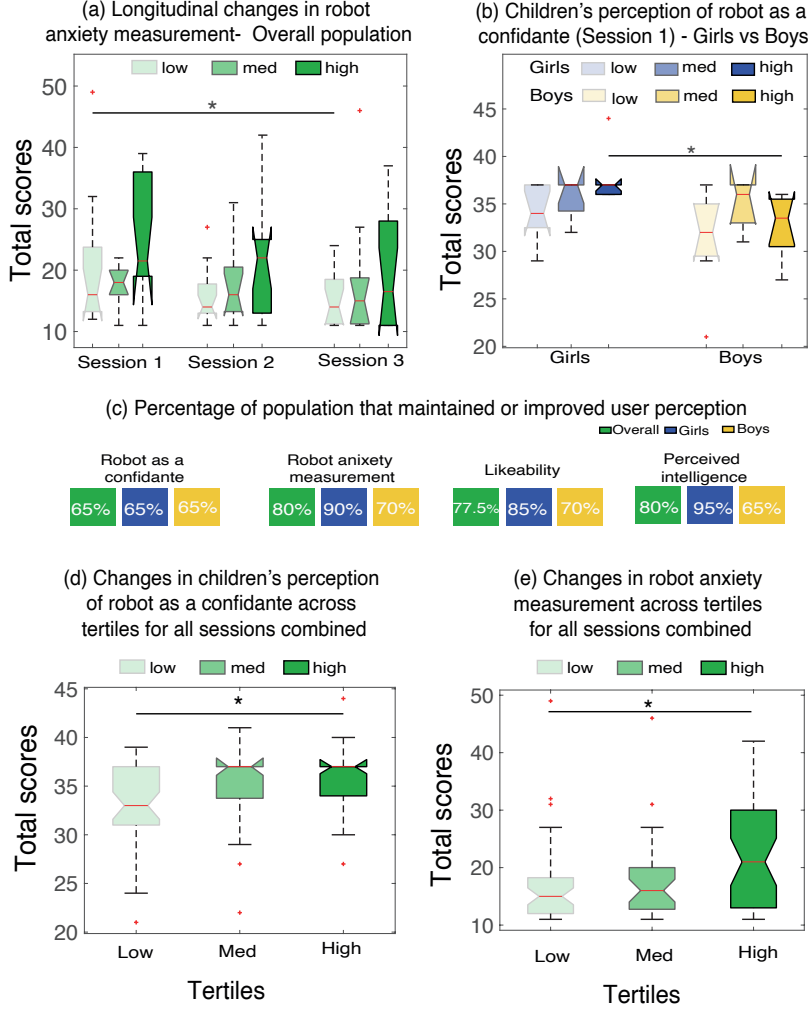 (a) Longitudinal changes in robot
anxiety measurement-  Overall population
low med high
50
40
30
20
10
Total scores
*
Session 1 Session 2 Session 3
(b) Children's perception of robot as a
confidante (Session 1) - Girls vs Boys
Girls low med high
Boys low med high
40
35
30
25
20
Total scores
*
Girls Boys
(c) Percentage of population that maintained or improved user perception
Overall Girls Boys
Robot as a
confidante
65% 65% 65%
Robot anixety
measurement
80% 90% 70%
Likeability
77.5% 85% 70%
Perceived
intelligence
80% 95% 65%
(d) Changes in children's perception
of robot as a confidante across
tertiles for all sessions combined
low med high
45
40
35
30
25
20
Total scores
*
Low Med High
Tertiles
(e) Changes in robot anxiety
measurement across tertiles
for all sessions combined
low med high
50
40
30
20
10
Total scores
*
Low Med High
Tertiles